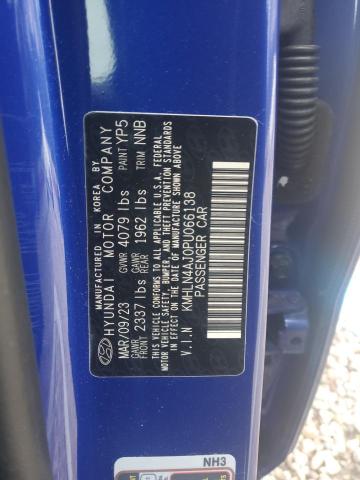 MANUFACTURED IN KOREA BY
HYUNDAI MOTOR COMPANY
MAR/09/23 GVWR 4079 lbs PAINT YP5
GAWR FRONT 2337 lbs GAWR REAR 1962 lbs TRIM NNB
THIS VEHICLE CONFORMS TO ALL APPLICABLE U.S.A. FEDERAL
MOTOR VEHICLE SAFETY, BUMPER, AND THEFT PREVENTION STANDARDS
IN EFFECT ON THE DATE OF MANUFACTURE SHOWN ABOVE.
V.I.N KMHLN4AJ0PU066138
PASSENGER CAR
NH3